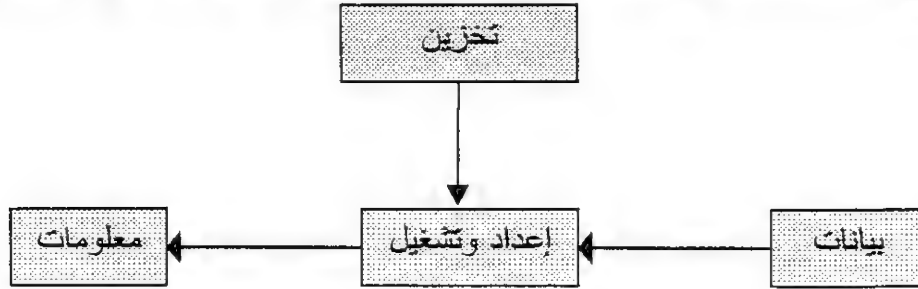 تخزين
بيانات
إعداد وتشغيل
معلومات